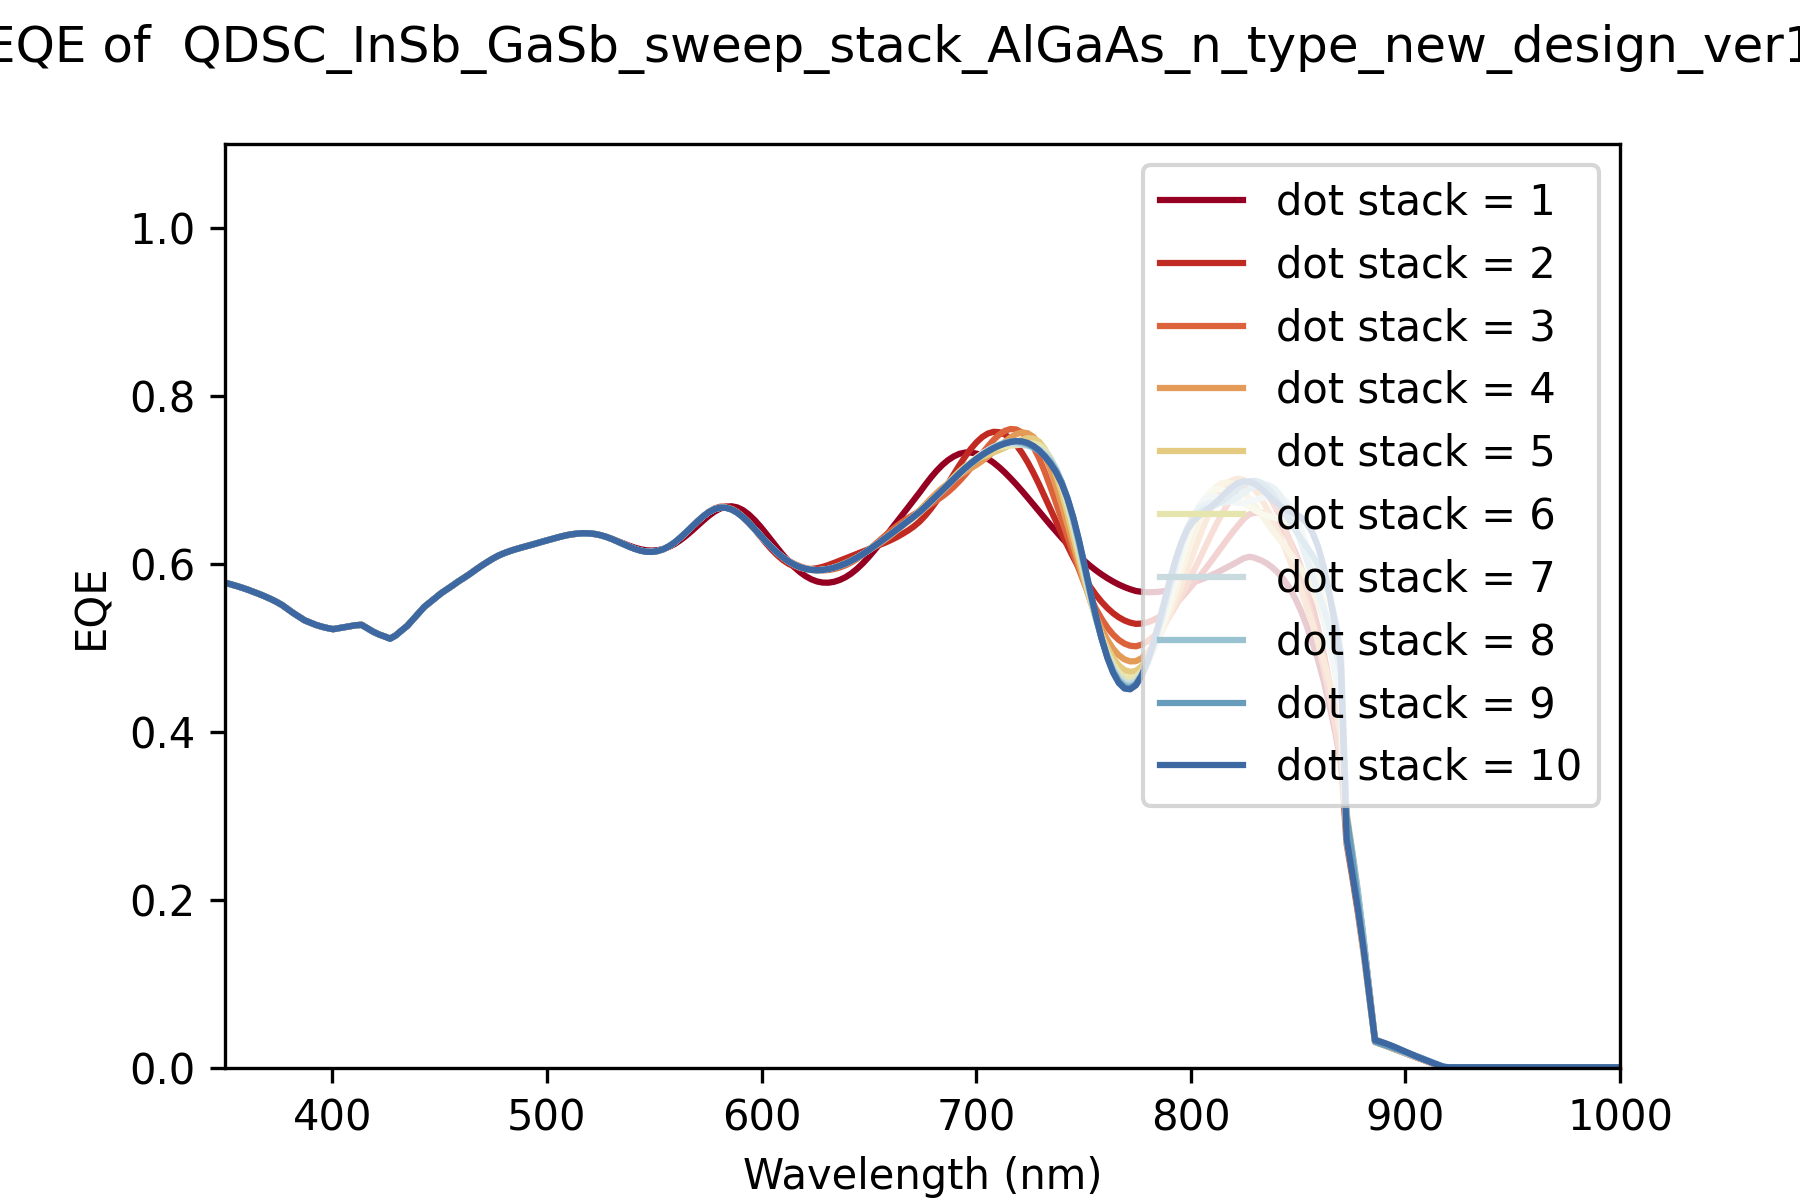 EQE of QDSC_InSb_GaSb_sweep_stack_AlGaAs_n_type_new_design_ver1
dot stack = 1
dot stack = 2
dot stack = 3
dot stack = 4
dot stack = 5
dot stack = 6
dot stack = 7
dot stack = 8
dot stack = 9
dot stack = 10
1.0
0.8
0.6
0.4
0.2
0.0
EQE
400 500 600 700 800 900 1000
Wavelength (nm)